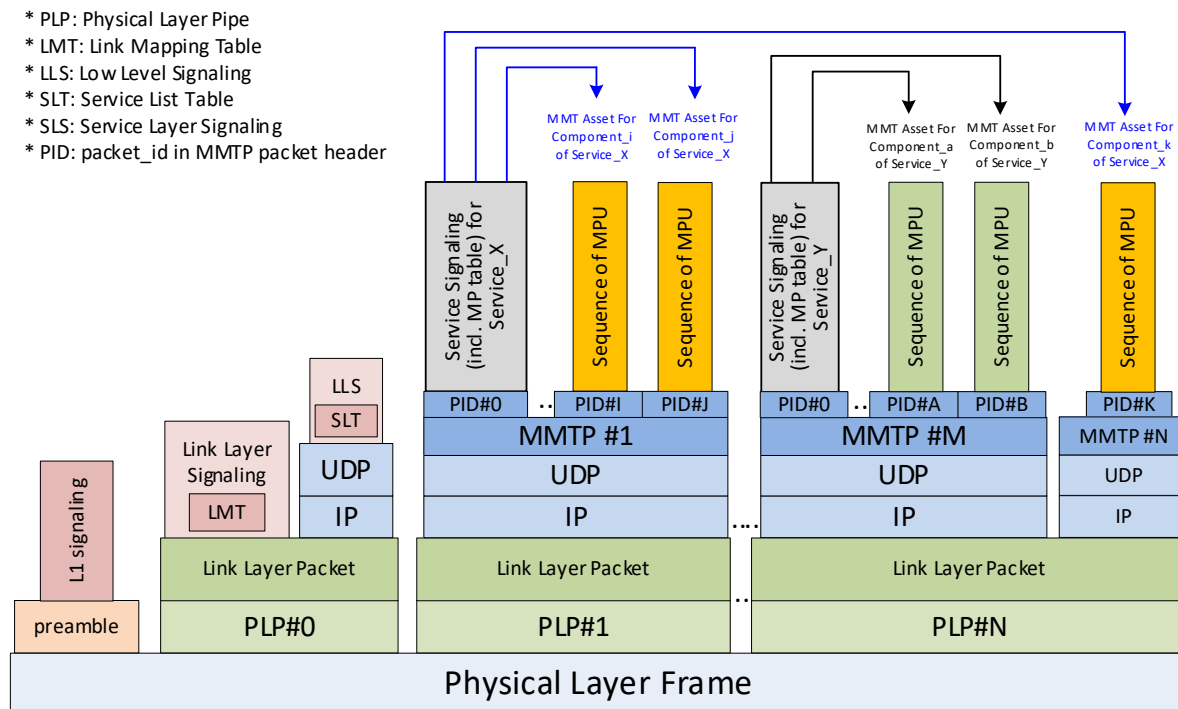 * PLP: Physical Layer Pipe
* LMT: Link Mapping Table
* LLS: Low Level Signaling
* SLT: Service List Table
* SLS: Service Layer Signaling
* PID: packet_id in MMTP packet header
MMT Asset For
Component_i
of Service_X
MMT Asset For
Component_j
of Service_X
MMT Asset For
Component_a
of Service_Y
MMT Asset For
Component_b
of Service_Y
MMT Asset For
Component_k
of Service_X
Service Signaling
(incl. MP table) for
Service_X
Sequence of MPU
Sequence of MPU
Service Signaling
(incl. MP table) for
Service_Y
Sequence of MPU
Sequence of MPU
Sequence of MPU
PID#0
..
PID#I
PID#J
PID#0
..
PID#A
PID#B
PID#K
MMTP #1
MMTP #M
MMTP #N
UDP
UDP
UDP
IP
....
IP
IP
LLS
SLT
UDP
IP
Link Layer
Signaling
LMT
L1 signaling
Link Layer Packet
Link Layer Packet
Link Layer Packet
preamble
PLP#0
PLP#1
..
PLP#N
Physical Layer Frame